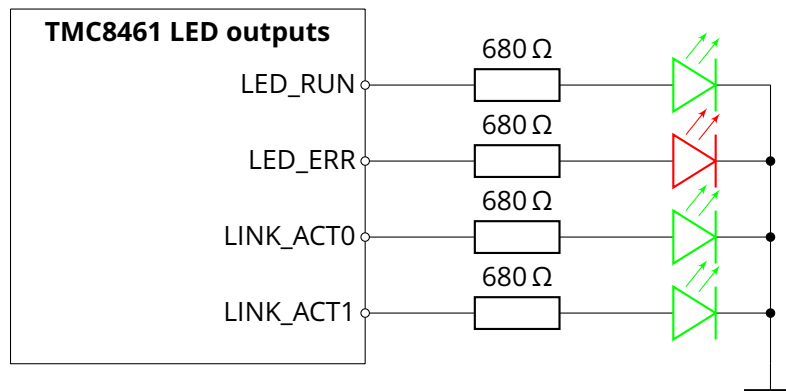 TMC8461 LED outputs
680 Ω
LED_RUN
680 Ω
LED_ERR
680 Ω
LINK_ACT0
680 Ω
LINK_ACT1